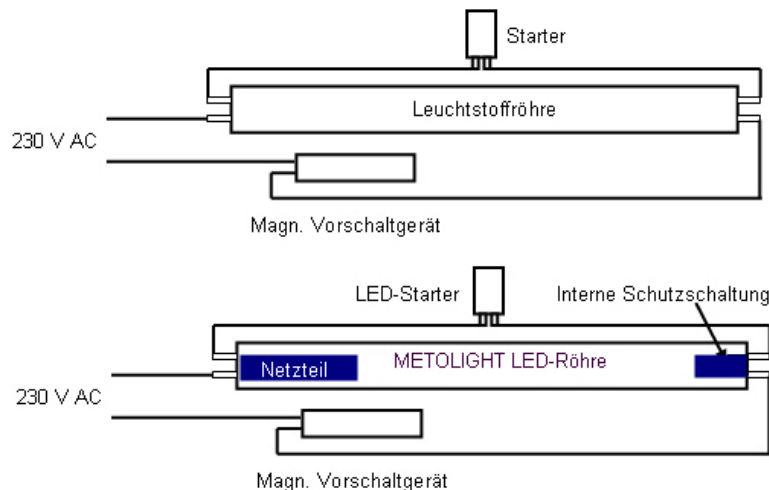 Starter
Leuchtstoffröhre
230 V AC
Magn. Vorschaltgerät
LED-Starter
Interne Schutzschaltung
Netzteil
METOLIGHT LED-Röhre
230 V AC
Magn. Vorschaltgerät